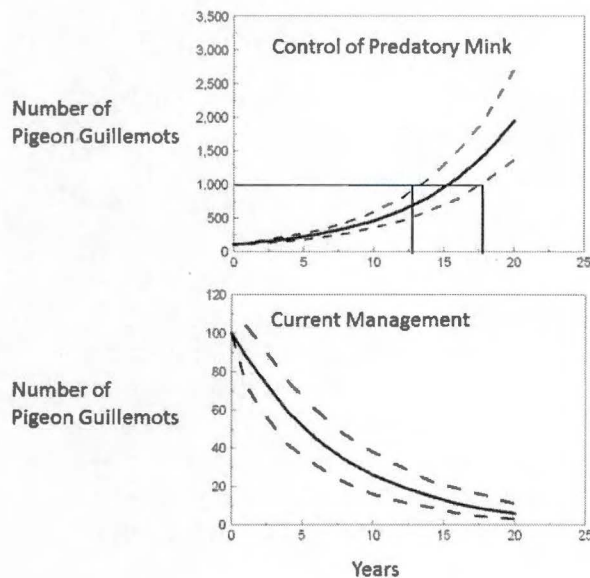 3,500
3,000
2,500
2,000
1,500
1,000
500
0
Control of Predatory Mink
Number of
Pigeon Guillemots
0 5 10 15 20 25
120
100
80
60
40
20
0
Current Management
Number of
Pigeon Guillemots
0 5 10 15 20 25
Years